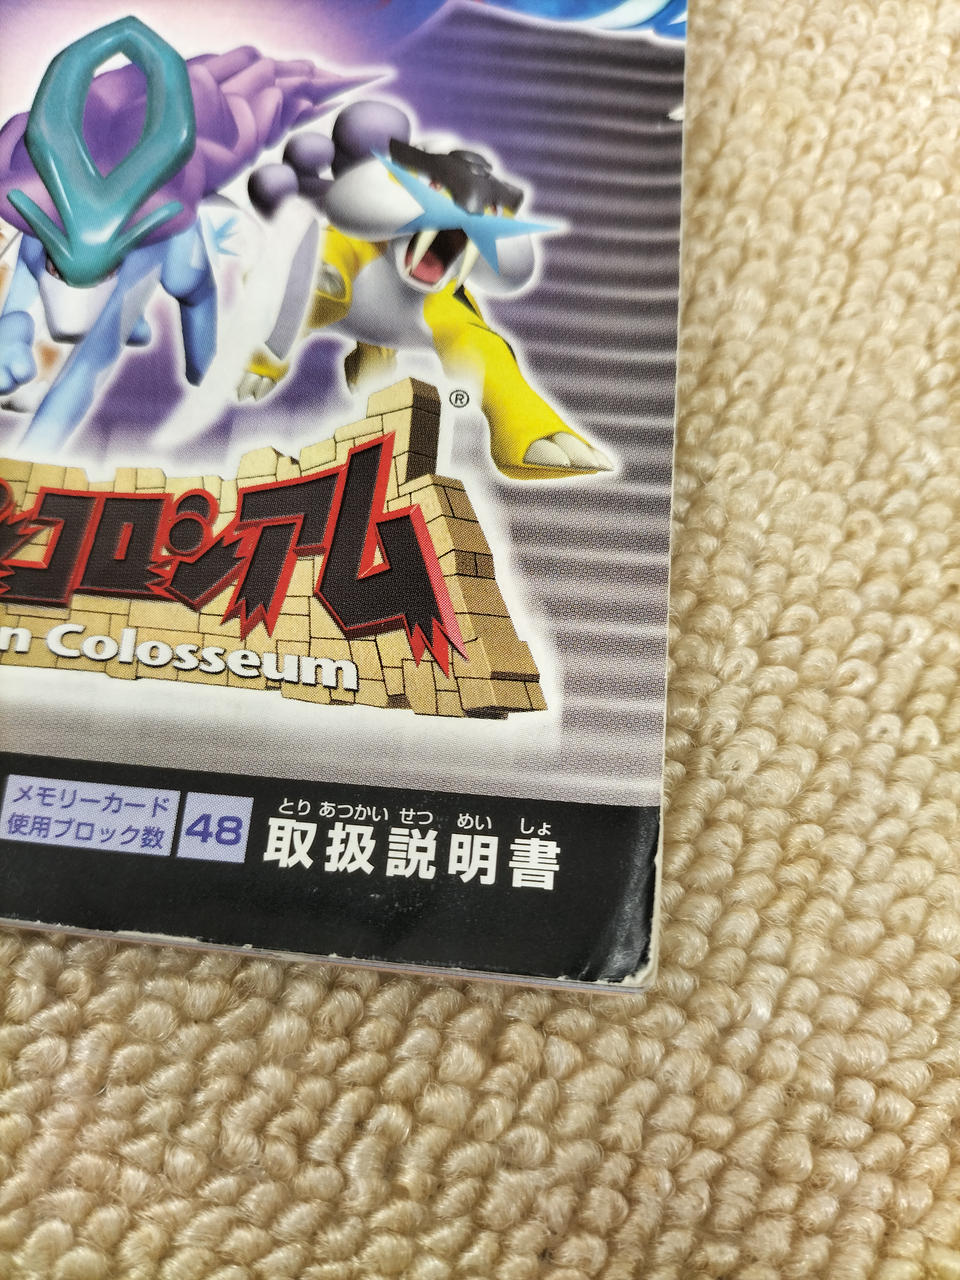 ®
ンコロシアム
n Colosseum
メモリーカード
使用ブロック数
48
とり あつかい せつ めい しょ
取扱説明書